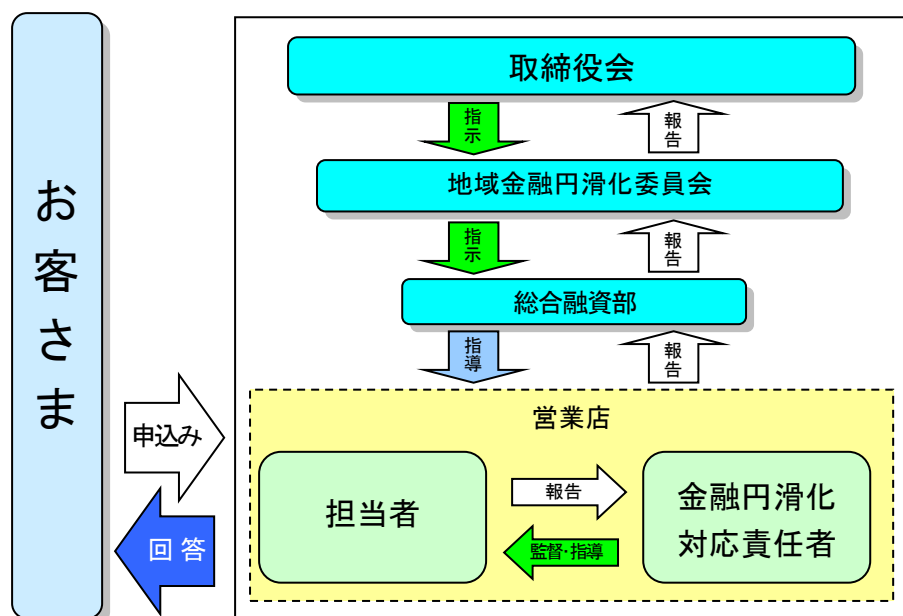 お客さま
取締役会
指示
報告
地域金融円滑化委員会
指示
報告
総合融資部
指導
報告
営業店
申込み
回答
担当者
報告
監督・指導
金融円滑化
対応責任者